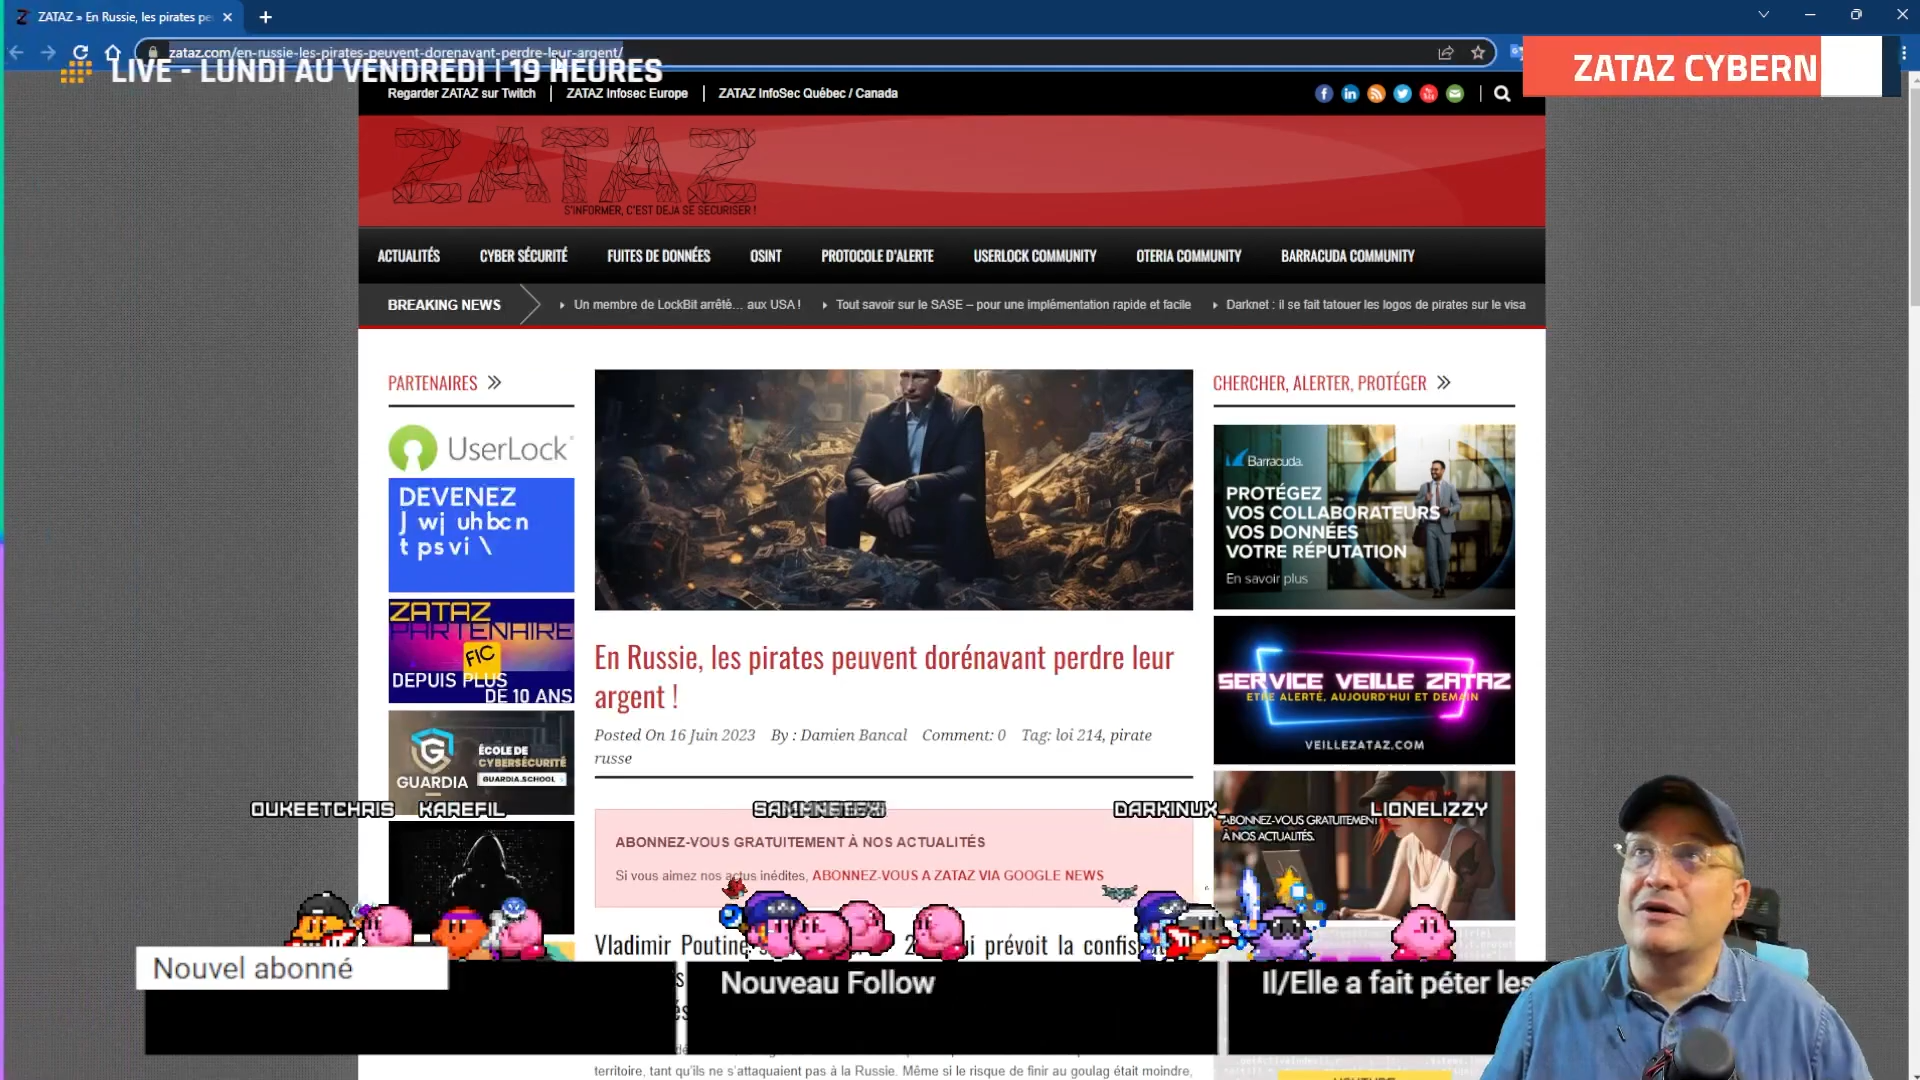 ZATAZ » En Russie, les pirates pe
zataz.com/en-russie-les-pirates-peuvent-dorenavant-perdre-leur-argent/
LIVE - LUNDI AU VENDREDI | 19 HEURES
ZATAZ CYBERN
Regarder ZATAZ sur Twitch | ZATAZ Infosec Europe | ZATAZ InfoSec Québec / Canada
ZATAZ
S'INFORMER, C'EST DEJA SE SECURISER !
ACTUALITÉS CYBER SÉCURITÉ FUITES DE DONNÉES OSINT PROTOCOLE D'ALERTE USERLOCK COMMUNITY OTERIA COMMUNITY BARRACUDA COMMUNITY
BREAKING NEWS Un membre de LockBit arrêté… aux USA ! Tout savoir sur le SASE – pour une implémentation rapide et facile Darknet : il se fait tatouer les logos de pirates sur le visa
PARTENAIRES
UserLock
DEVENEZ
J wj uhbcn
t psvi \
ZATAZ
PARTENAIRE
FIC
DEPUIS PLUS
DE 10 ANS
GUARDIA
ÉCOLE DE
CYBERSÉCURITÉ
GUARDIA.SCHOOL
En Russie, les pirates peuvent dorénavant perdre leur
argent !
Posted On 16 Juin 2023 By : Damien Bancal Comment: 0 Tag: loi 214, pirate
russe
ABONNEZ-VOUS GRATUITEMENT À NOS ACTUALITÉS
Si vous aimez nos actus inédites, ABONNEZ-VOUS A ZATAZ VIA GOOGLE NEWS
Vladimir Poutine prévoit la
territoire, tant qu'ils ne s'attaquaient pas à la Russie. Même si le risque de finir au goulag était moindre,
CHERCHER, ALERTER, PROTÉGER
Barracuda.
PROTÉGEZ
VOS COLLABORATEURS
VOS DONNÉES
VOTRE RÉPUTATION
En savoir plus
SERVICE VEILLE ZATAZ
ETRE ALERTÉ, AUJOURD'HUI ET DEMAIN
VEILLEZATAZ.COM
ABONNEZ-VOUS GRATUITEMENT
À NOS ACTUALITÉS.
OUKEETCHRIS
KAREFIL
DARKINUX_
LIONELIZZY
Nouvel abonné
Nouveau Follow
Il/Elle a fait péter les